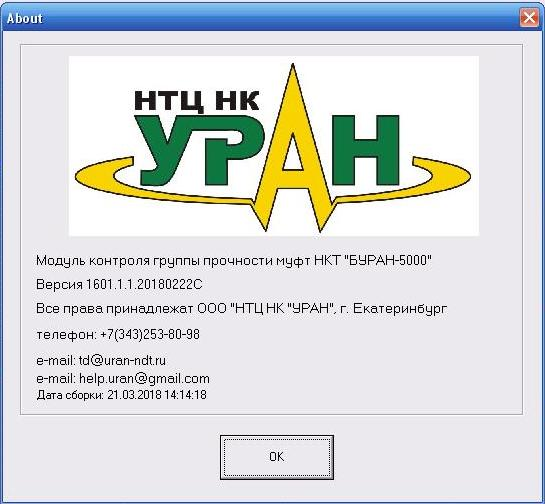 About
НТЦ НК
УРАН
Модуль контроля группы прочности муфт НКТ "БУРАН-5000"
Версия 1601.1.1.20180222С
Все права принадлежат ООО "НТЦ НК "УРАН", г. Екатеринбург
телефон: +7(343)253-80-98
e-mail: td@uran-ndt.ru
e-mail: help.uran@gmail.com
Дата сборки: 21.03.2018 14:14:18
OK